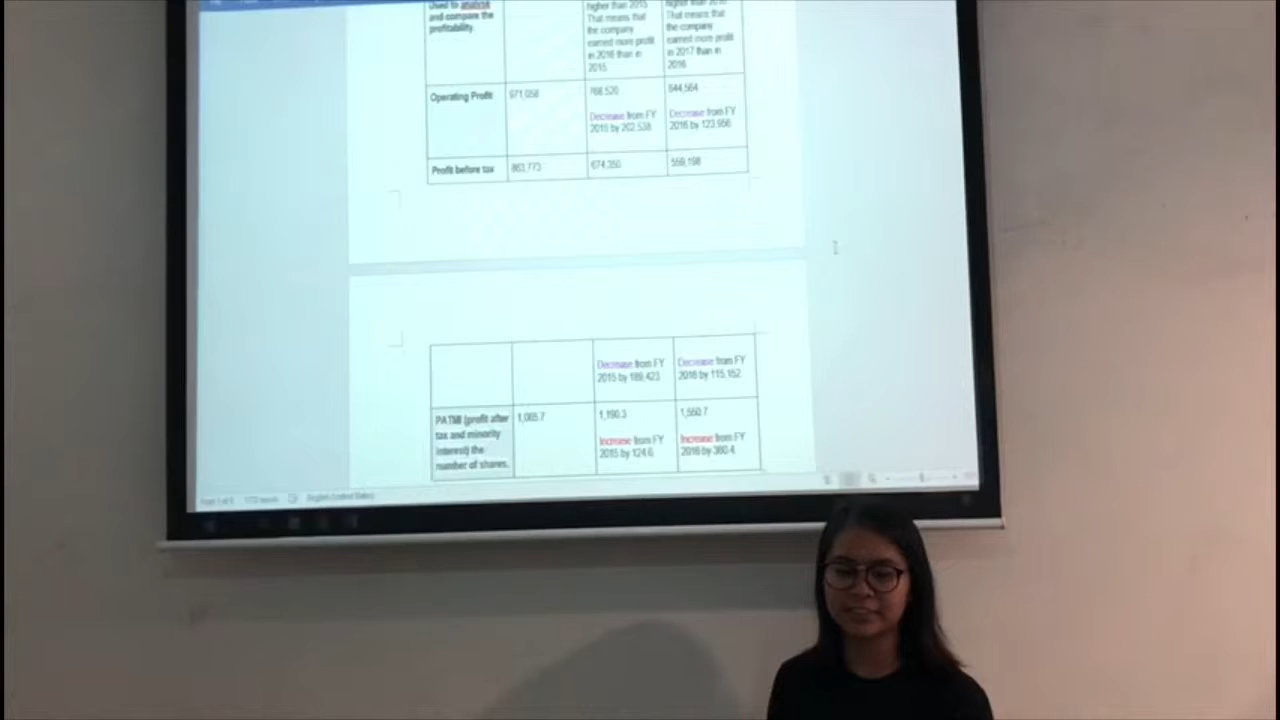 Used to analyse
and compare the
profitability.
higher than 2015
That means that
the company
earned more profit
in 2016 than in
2015
That means that
the company
earned more profit
in 2017 than in
2016
Operating Profit
971,058
768,520
Decrease from FY
2015 by 202,538
644,564
Decrease from FY
2016 by 123,956
Profit before tax
863,773
674,350
559,198
Decrease from FY
2015 by 189,423
Decrease from FY
2016 by 115,152
PATMI (profit after
tax and minority
interest) the
number of shares.
1,065.7
1,190.3
Increase from FY
2015 by 124.6
1,550.7
Increase from FY
2016 by 360.4
English (United States)